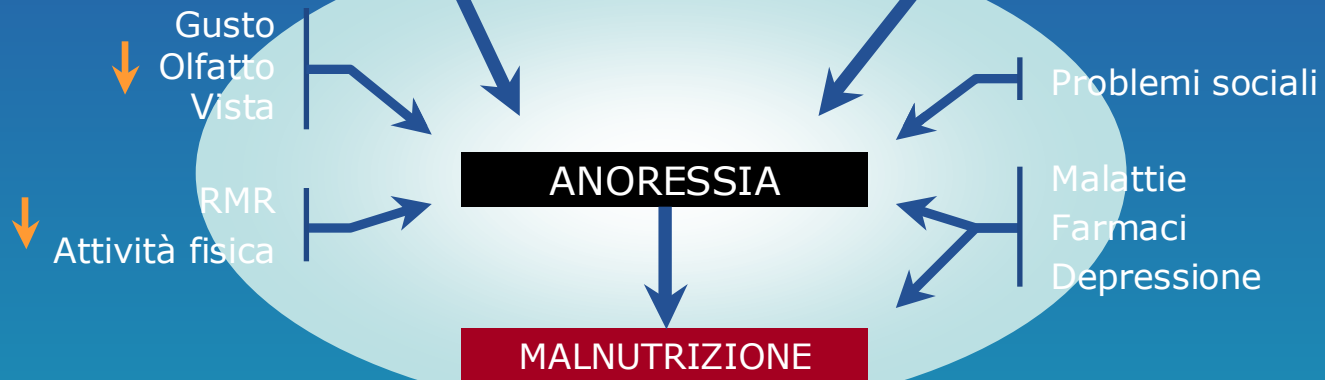 Gusto
Olfatto
Vista
Problemi sociali
ANORESSIA
RMR
Attività fisica
Malattie
Farmaci
Depressione
MALNUTRIZIONE